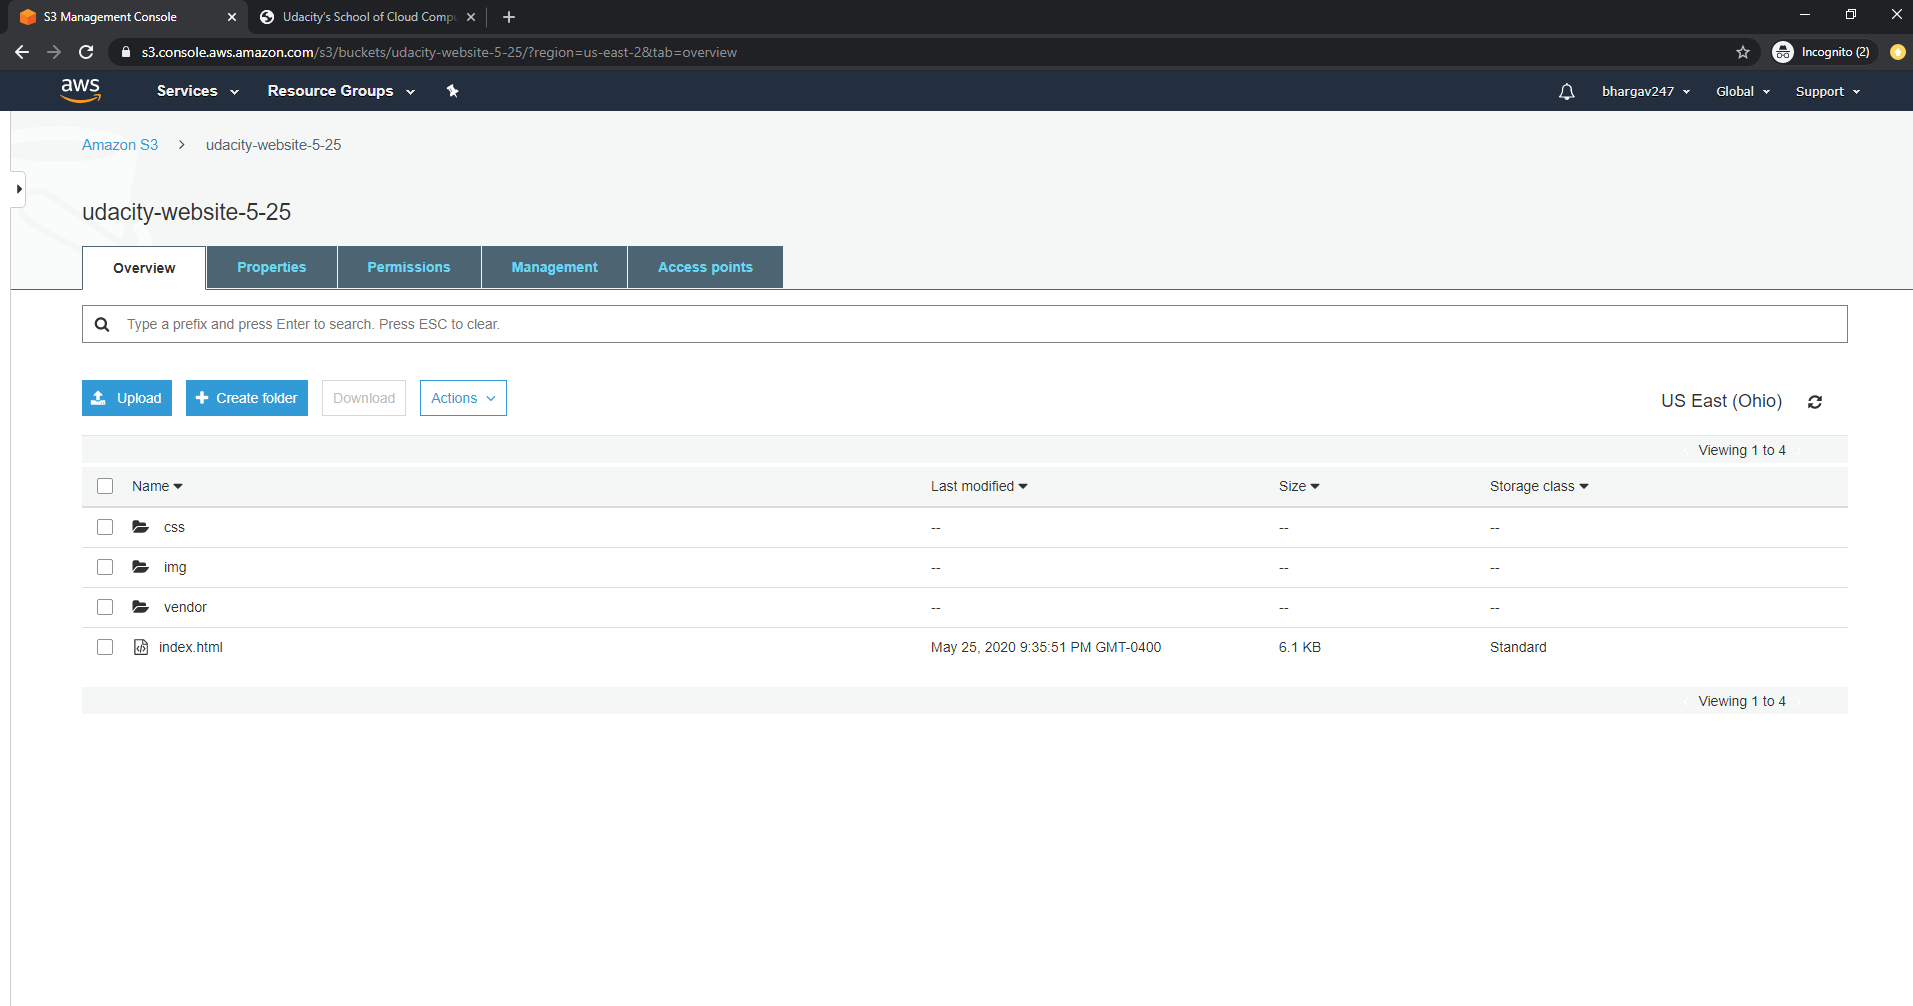 S3 Management Console
Udacity's School of Cloud Comp
s3.console.aws.amazon.com/s3/buckets/udacity-website-5-25/?region=us-east-2&tab=overview
Incognito (2)
aws
Services
Resource Groups
bhargav247
Global
Support
Amazon S3
udacity-website-5-25
udacity-website-5-25
Overview
Properties
Permissions
Management
Access points
Type a prefix and press Enter to search. Press ESC to clear.
Upload
Create folder
Download
Actions
US East (Ohio)
Viewing 1 to 4
Name
Last modified
Size
Storage class
css
--
--
--
img
--
--
--
vendor
--
--
--
index.html
May 25, 2020 9:35:51 PM GMT-0400
6.1 KB
Standard
Viewing 1 to 4